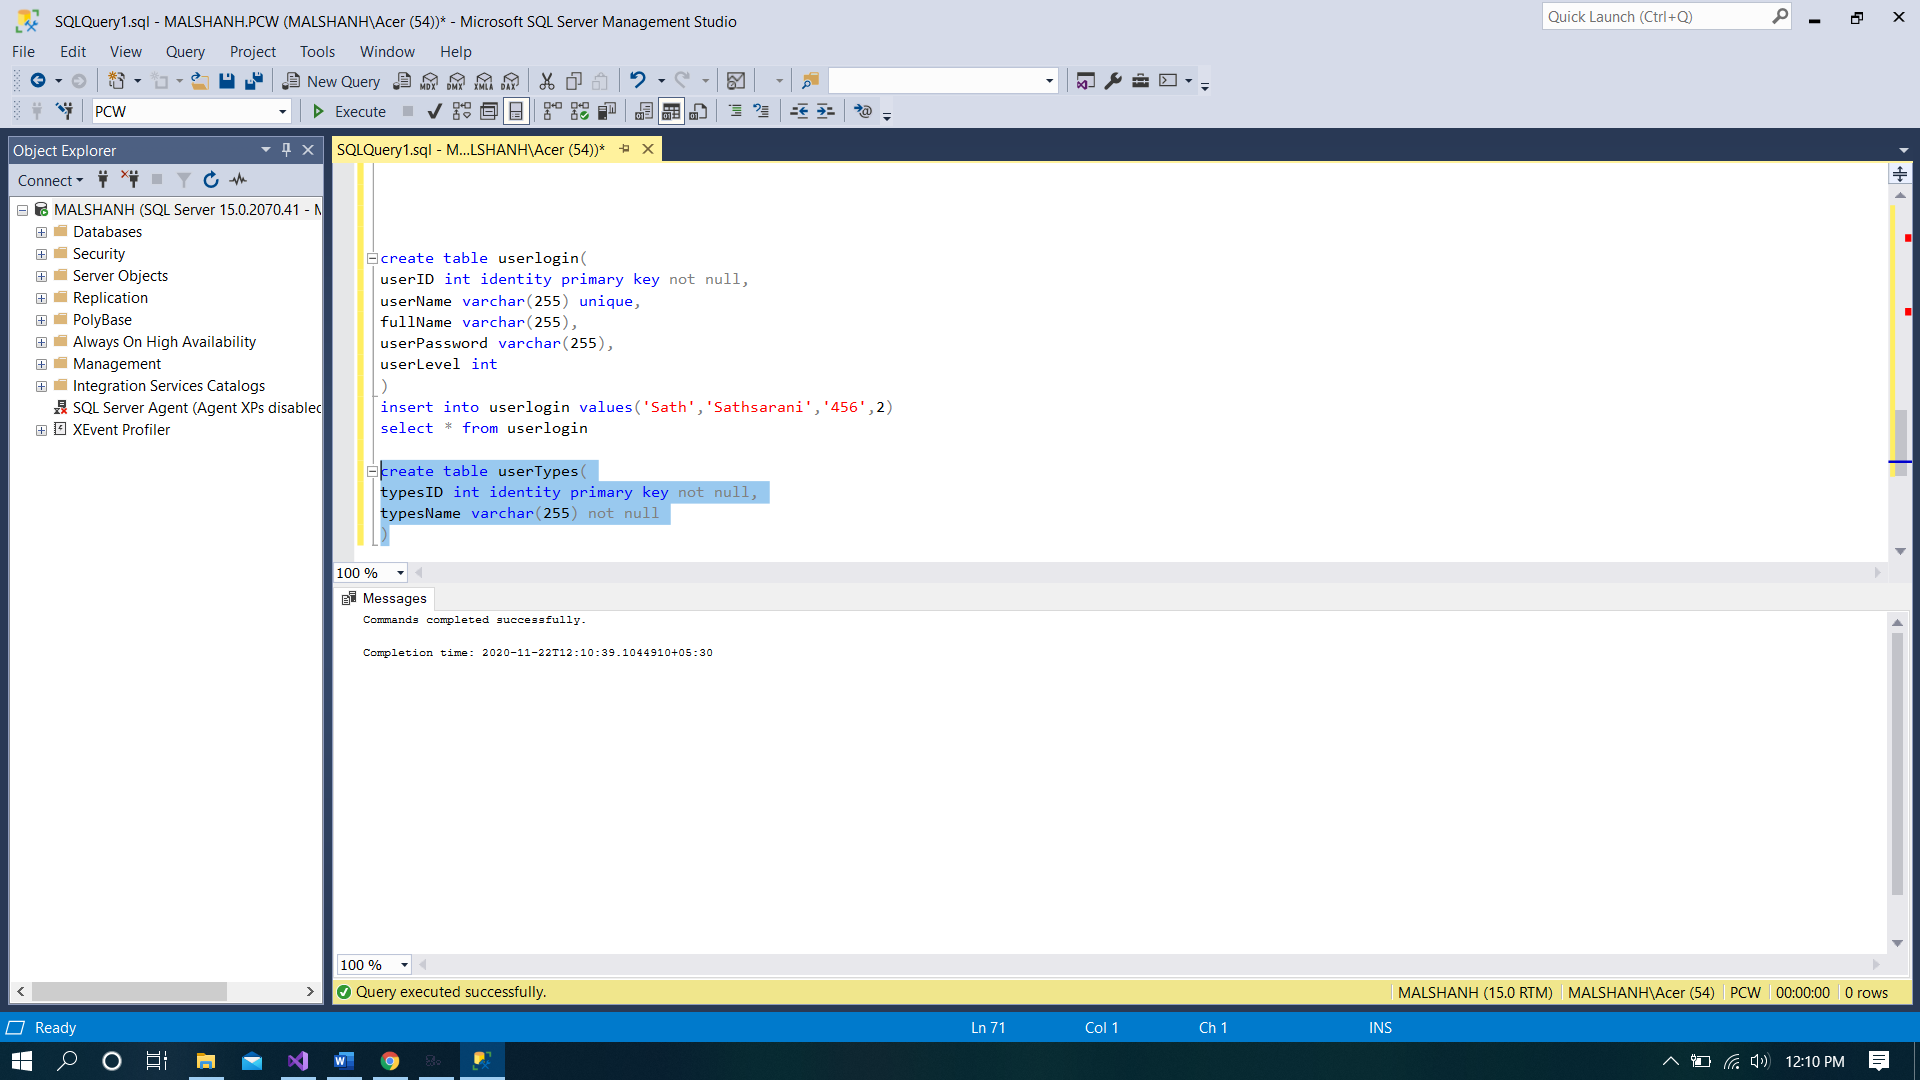 SQLQuery1.sql - MALSHANH.PCW (MALSHANH\Acer (54))* - Microsoft SQL Server Management Studio
Quick Launch (Ctrl+Q)
File Edit View Query Project Tools Window Help
New Query
MDX DMX XMLA DAX
PCW
Execute
Object Explorer
SQLQuery1.sql - M...LSHANH\Acer (54))*
Connect
MALSHANH (SQL Server 15.0.2070.41 - M
Databases
Security
Server Objects
Replication
PolyBase
Always On High Availability
Management
Integration Services Catalogs
SQL Server Agent (Agent XPs disabled
XEvent Profiler
create table userlogin(
userID int identity primary key not null,
userName varchar(255) unique,
fullName varchar(255),
userPassword varchar(255),
userLevel int
)
insert into userlogin values('Sath','Sathsarani','456',2)
select * from userlogin
create table userTypes(
typesID int identity primary key not null,
typesName varchar(255) not null
)
100 %
Messages
Commands completed successfully.
Completion time: 2020-11-22T12:10:39.1044910+05:30
100 %
Query executed successfully.
MALSHANH (15.0 RTM) MALSHANH\Acer (54) PCW 00:00:00 0 rows
Ready
Ln 71 Col 1 Ch 1 INS
12:10 PM